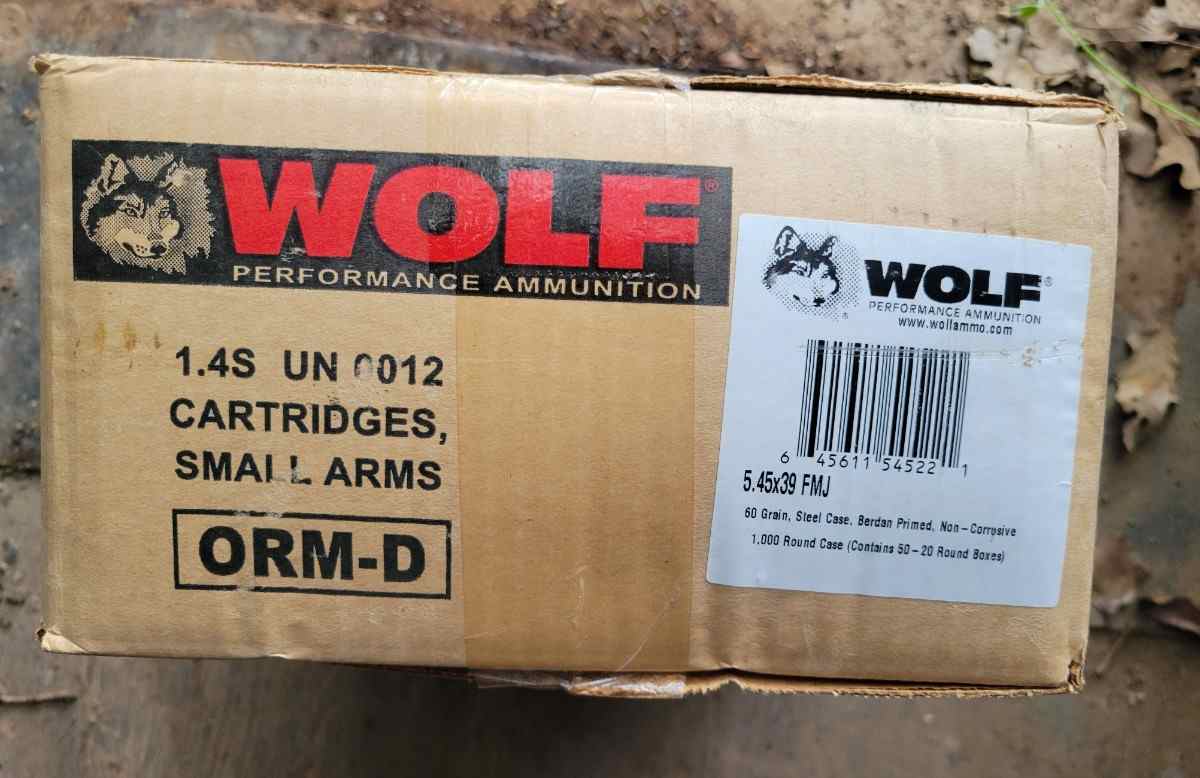 WOLF®
PERFORMANCE AMMUNITION
1.4S UN 0012
CARTRIDGES,
SMALL ARMS
ORM-D
WOLF®
PERFORMANCE AMMUNITION
www.wolfammo.com
6 45611 54522 1
5.45x39 FMJ
60 Grain, Steel Case, Berdan Primed, Non-Corrosive
1,000 Round Case (Contains 50-20 Round Boxes)